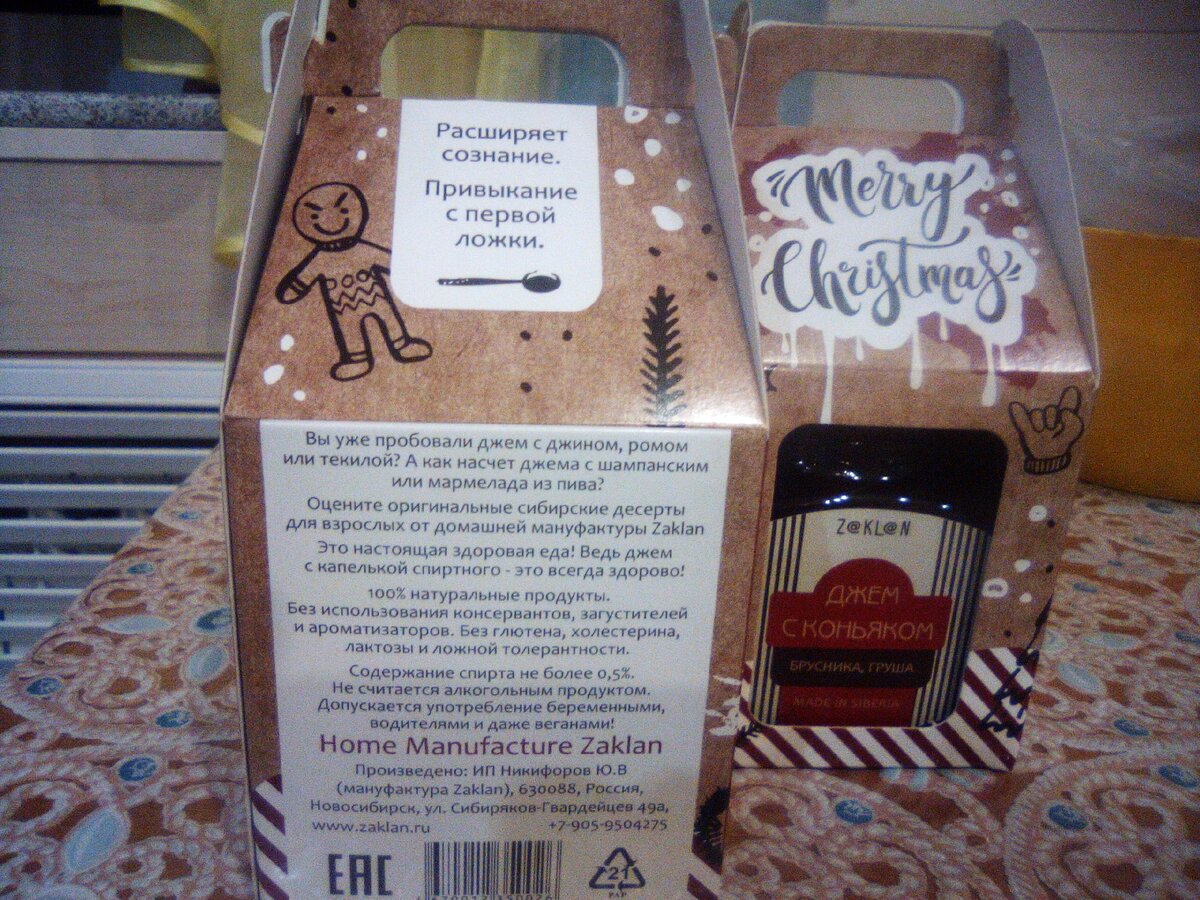 Расширяет
сознание.
Привыкание
с первой
ложки.
Вы уже пробовали джем с джином, ромом
или текилой? А как насчет джема с шампанским
или мармелада из пива?
Оцените оригинальные сибирские десерты
для взрослых от домашней мануфактуры Zaklan
Это настоящая здоровая еда! Ведь джем
с капелькой спиртного - это всегда здорово!
100% натуральные продукты.
Без использования консервантов, загустителей
и ароматизаторов. Без глютена, холестерина,
лактозы и ложной толерантности.
Содержание спирта не более 0,5%.
Не считается алкогольным продуктом.
Допускается употребление беременными,
водителями и даже веганами!
Home Manufacture Zaklan
Произведено: ИП Никифоров Ю.В
(мануфактура Zaklan), 630088, Россия,
Новосибирск, ул. Сибиряков-Гвардейцев 49а,
www.zaklan.ru +7-905-9504275
EAC
21
PAP
Merry
Christmas
Z@KL@N
ДЖЕМ
С КОНЬЯКОМ
БРУСНИКА, ГРУША
MADE IN SIBERIA